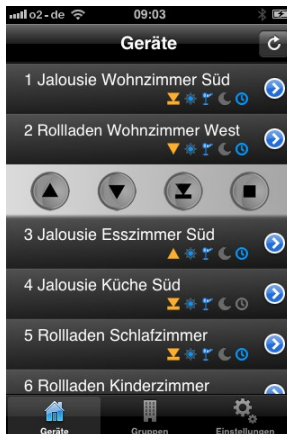 o2-de 09:03
Geräte
1 Jalousie Wohnzimmer Süd
2 Rollladen Wohnzimmer West
3 Jalousie Esszimmer Süd
4 Jalousie Küche Süd
5 Rollladen Schlafzimmer
6 Rollladen Kinderzimmer
Geräte Gruppen Einstellungen